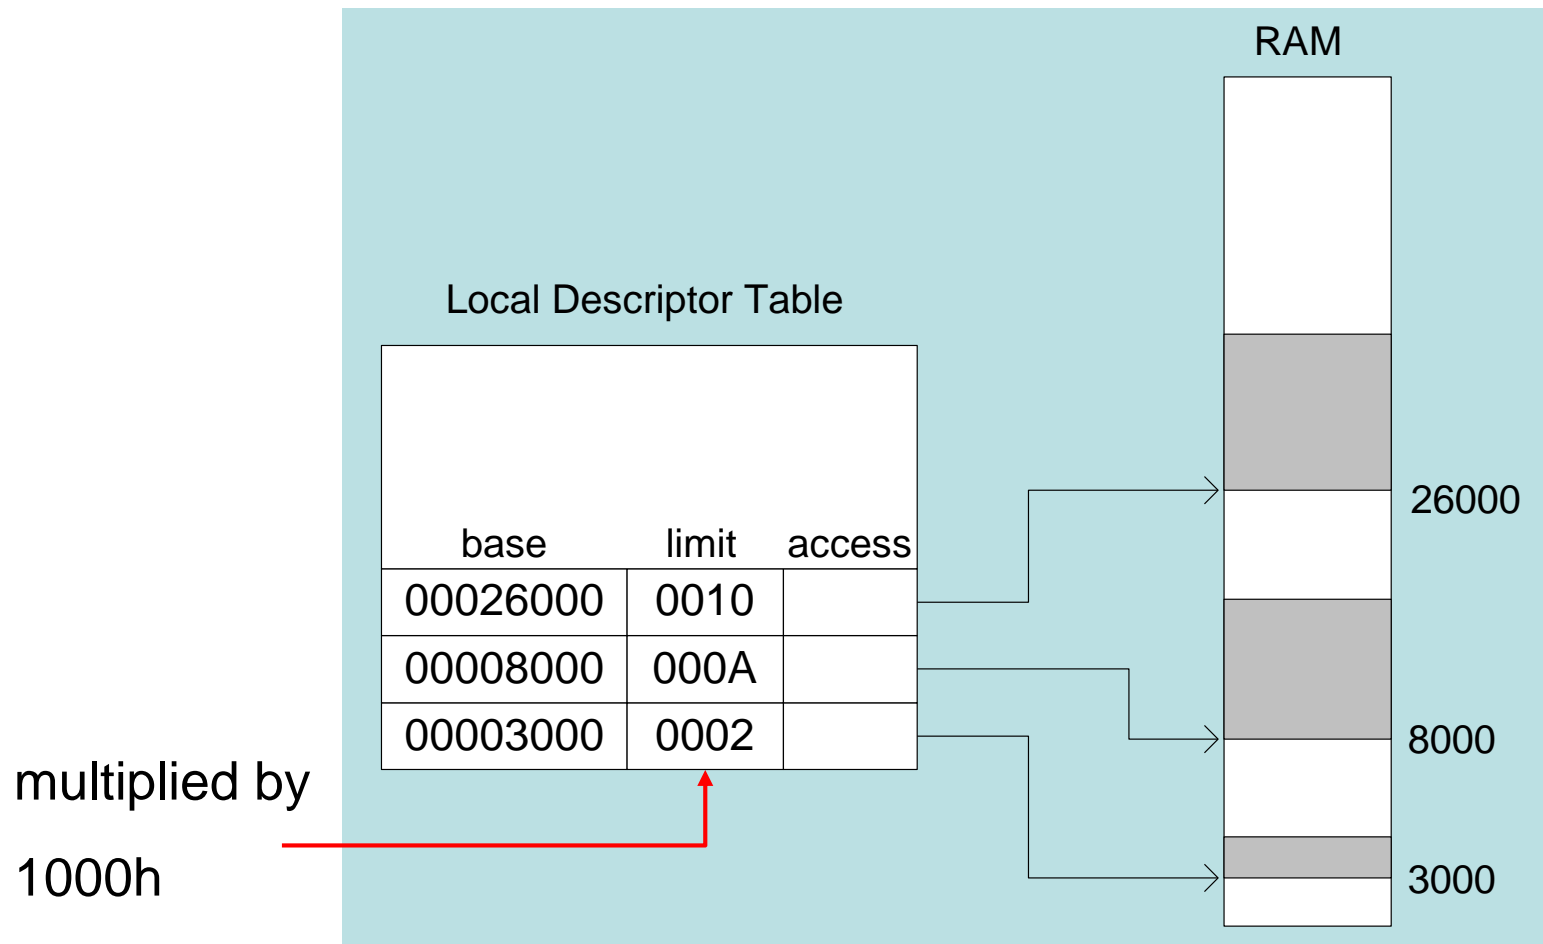 RAM
Local Descriptor Table
base limit access
00026000 0010
00008000 000A
00003000 0002
26000
8000
3000
multiplied by
1000h